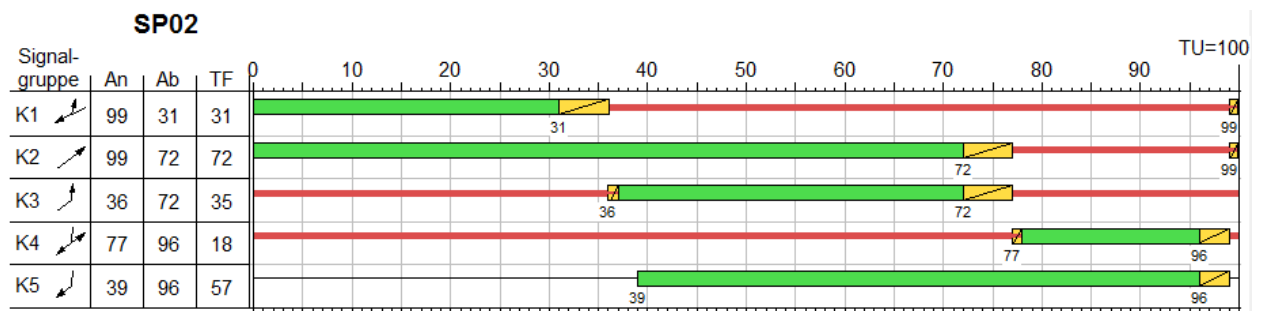 SP02
TU=100
Signal-
gruppe An Ab TF 0 10 20 30 40 50 60 70 80 90
K1 99 31 31 31 99
K2 99 72 72 72 99
K3 36 72 35 36 72
K4 77 96 18 77 96
K5 39 96 57 39 96